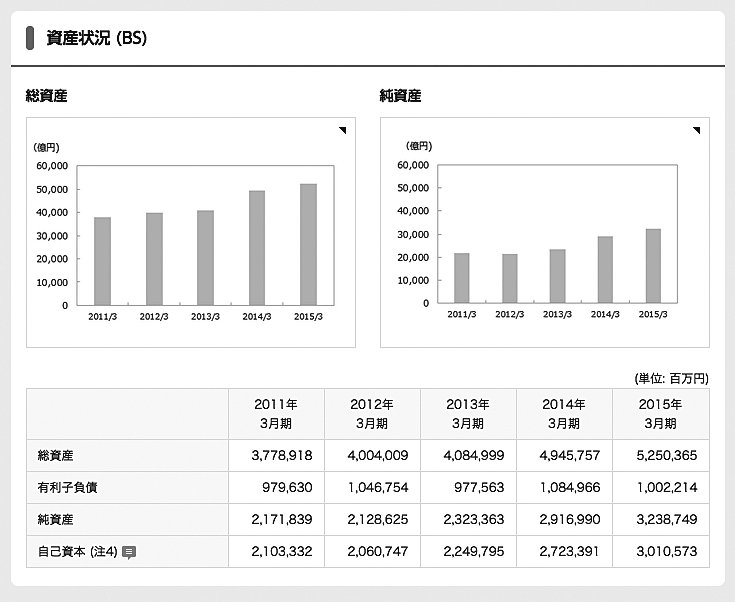 資産状況 (BS)
総資産
純資産
(億円)
60,000
50,000
40,000
30,000
20,000
10,000
0
2011/3 2012/3 2013/3 2014/3 2015/3
(億円)
60,000
50,000
40,000
30,000
20,000
10,000
0
2011/3 2012/3 2013/3 2014/3 2015/3
(単位: 百万円)
2011年 2012年 2013年 2014年 2015年
3月期 3月期 3月期 3月期 3月期
総資産 3,778,918 4,004,009 4,084,999 4,945,757 5,250,365
有利子負債 979,630 1,046,754 977,563 1,084,966 1,002,214
純資産 2,171,839 2,128,625 2,323,363 2,916,990 3,238,749
自己資本 (注4) 2,103,332 2,060,747 2,249,795 2,723,391 3,010,573